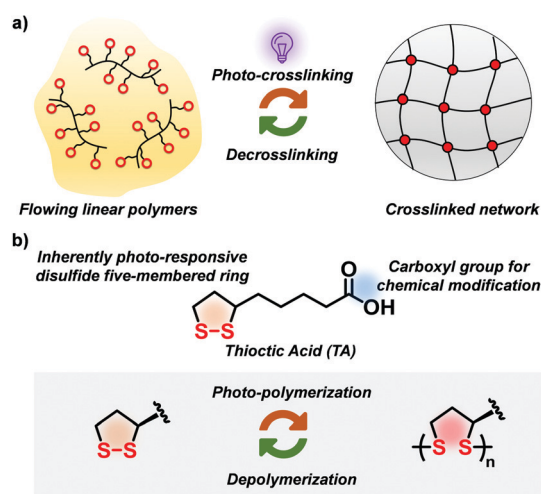 a)
Photo-crosslinking
Decrosslinking
Flowing linear polymers
Crosslinked network
b)
Inherently photo-responsive
disulfide five-membered ring
Carboxyl group for
chemical modification
O
OH
S–S
Thioctic Acid (TA)
Photo-polymerization
Depolymerization
S–S
S S
n